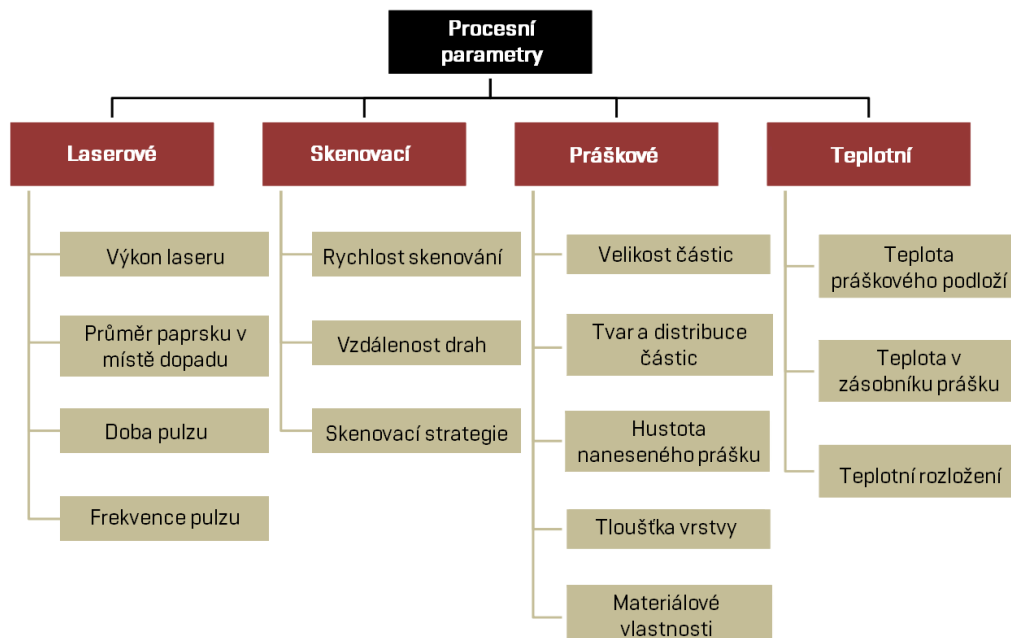 Procesní
parametry
Laserové
Výkon laseru
Průměr paprsku v
místě dopadu
Doba pulzu
Frekvence pulzu
Skenovací
Rychlost skenování
Vzdálenost drah
Skenovací strategie
Práškové
Velikost částic
Tvar a distribuce
částic
Hustota
naneseného prášku
Tloušťka vrstvy
Materiálové
vlastnosti
Teplotní
Teplota
práškového podloží
Teplota v
zásobníku prášku
Teplotní rozložení